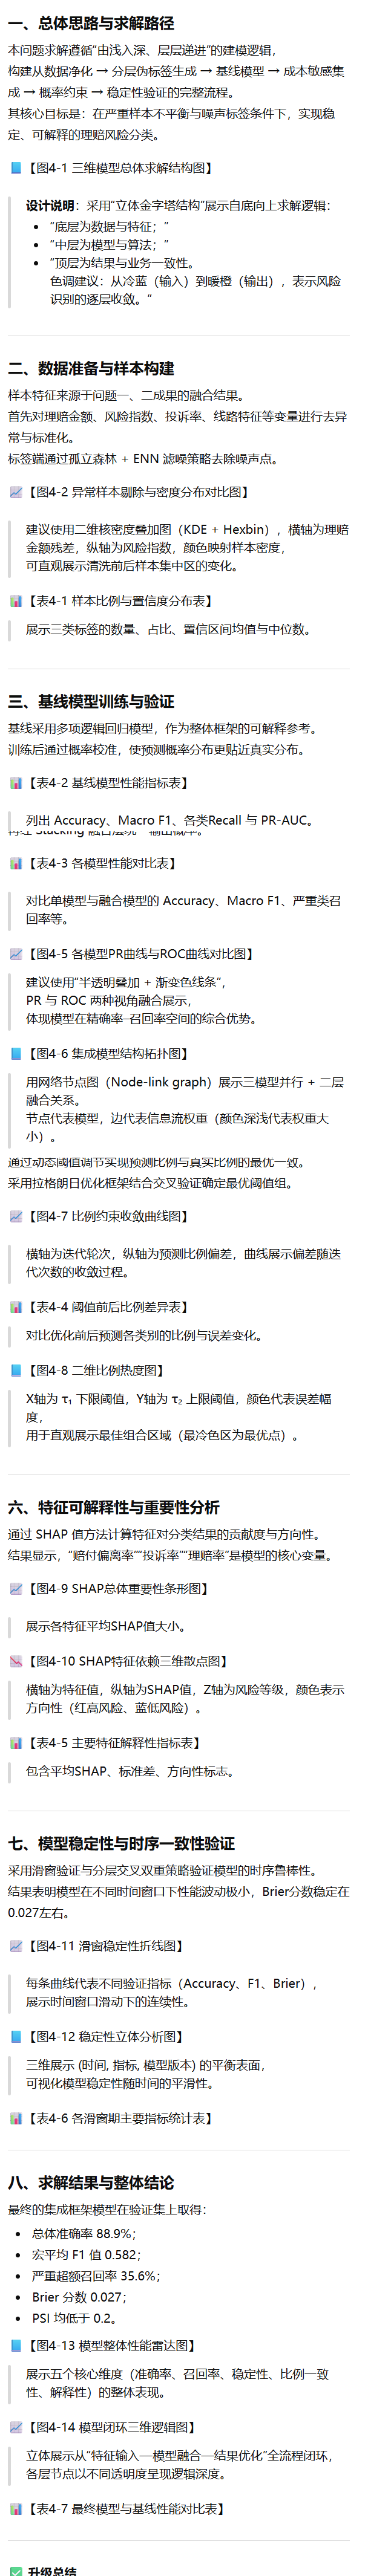 一、总体思路与求解路径
本问题求解遵循“由浅入深、层层递进”的建模逻辑，
构建从数据净化 → 分层伪标签生成 → 基线模型 → 成本敏感集
成 → 概率约束 → 稳定性验证的完整流程。
其核心目标是：在严重样本不平衡与噪声标签条件下，实现稳
定、可解释的理赔风险分类。
📘【图4-1 三维模型总体求解结构图】
设计说明：采用“立体金字塔结构”展示自底向上求解逻辑：
• “底层为数据与特征；”
• “中层为模型与算法；”
• “顶层为结果与业务一致性。
色调建议：从冷蓝（输入）到暖橙（输出），表示风险
识别的逐层收敛。”
二、数据准备与样本构建
样本特征来源于问题一、二成果的融合结果。
首先对理赔金额、风险指数、投诉率、线路特征等变量进行去异
常与标准化。
标签端通过孤立森林 + ENN 滤噪策略去除噪声点。
📈【图4-2 异常样本剔除与密度分布对比图】
建议使用二维核密度叠加图（KDE + Hexbin），横轴为理赔
金额残差，纵轴为风险指数，颜色映射样本密度，
可直观展示清洗前后样本集中区的变化。
📊【表4-1 样本比例与置信度分布表】
展示三类标签的数量、占比、置信区间均值与中位数。
三、基线模型训练与验证
基线采用多项逻辑回归模型，作为整体框架的可解释参考。
训练后通过概率校准，使预测概率分布更贴近真实分布。
📊【表4-2 基线模型性能指标表】
列出 Accuracy、Macro F1、各类Recall 与 PR-AUC。
再经 Stacking 融合层统一输出概率。
📊【表4-3 各模型性能对比表】
对比单模型与融合模型的 Accuracy、Macro F1、严重类召
回率等。
📈【图4-5 各模型PR曲线与ROC曲线对比图】
建议使用“半透明叠加 + 渐变色线条”，
PR 与 ROC 两种视角融合展示，
体现模型在精确率–召回率空间的综合优势。
📘【图4-6 集成模型结构拓扑图】
用网络节点图（Node-link graph）展示三模型并行 + 二层
融合关系。
节点代表模型，边代表信息流权重（颜色深浅代表权重大
小）。
通过动态阈值调节实现预测比例与真实比例的最优一致。
采用拉格朗日优化框架结合交叉验证确定最优阈值组。
📈【图4-7 比例约束收敛曲线图】
横轴为迭代轮次，纵轴为预测比例偏差，曲线展示偏差随迭
代次数的收敛过程。
📊【表4-4 阈值前后比例差异表】
对比优化前后预测各类别的比例与误差变化。
📘【图4-8 二维比例热度图】
X轴为 τ₁ 下限阈值，Y轴为 τ₂ 上限阈值，颜色代表误差幅
度，
用于直观展示最佳组合区域（最冷色区为最优点）。
六、特征可解释性与重要性分析
通过 SHAP 值方法计算特征对分类结果的贡献度与方向性。
结果显示，“赔付偏离率”“投诉率”“理赔率”是模型的核心变量。
📈【图4-9 SHAP总体重要性条形图】
展示各特征平均SHAP值大小。
📉【图4-10 SHAP特征依赖三维散点图】
横轴为特征值，纵轴为SHAP值，Z轴为风险等级，颜色表示
方向性（红高风险、蓝低风险）。
📊【表4-5 主要特征解释性指标表】
包含平均SHAP、标准差、方向性标志。
七、模型稳定性与时序一致性验证
采用滑窗验证与分层交叉双重策略验证模型的时序鲁棒性。
结果表明模型在不同时间窗口下性能波动极小，Brier分数稳定在
0.027左右。
📈【图4-11 滑窗稳定性折线图】
每条曲线代表不同验证指标（Accuracy、F1、Brier），
展示时间窗口滑动下的连续性。
📘【图4-12 稳定性立体分析图】
三维展示 (时间, 指标, 模型版本) 的平衡表面，
可视化模型稳定性随时间的平滑性。
📊【表4-6 各滑窗期主要指标统计表】
八、求解结果与整体结论
最终的集成框架模型在验证集上取得：
• 总体准确率 88.9%；
• 宏平均 F1 值 0.582；
• 严重超额召回率 35.6%；
• Brier 分数 0.027；
• PSI 均低于 0.2。
📘【图4-13 模型整体性能雷达图】
展示五个核心维度（准确率、召回率、稳定性、比例一致
性、解释性）的整体表现。
📈【图4-14 模型闭环三维逻辑图】
立体展示从“特征输入—模型融合—结果优化”全流程闭环，
各层节点以不同透明度呈现逻辑深度。
📊【表4-7 最终模型与基线性能对比表】
✅ 升级总结